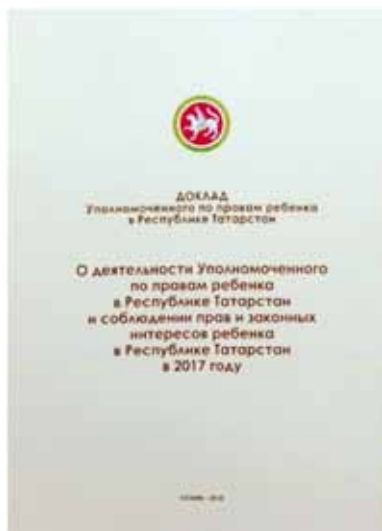 ДОКЛАД
Уполномоченного по правам ребенка
в Республике Татарстан
О деятельности Уполномоченного
по правам ребенка
в Республике Татарстан
и соблюдении прав и законных
интересов ребенка
в Республике Татарстан
в 2017 году